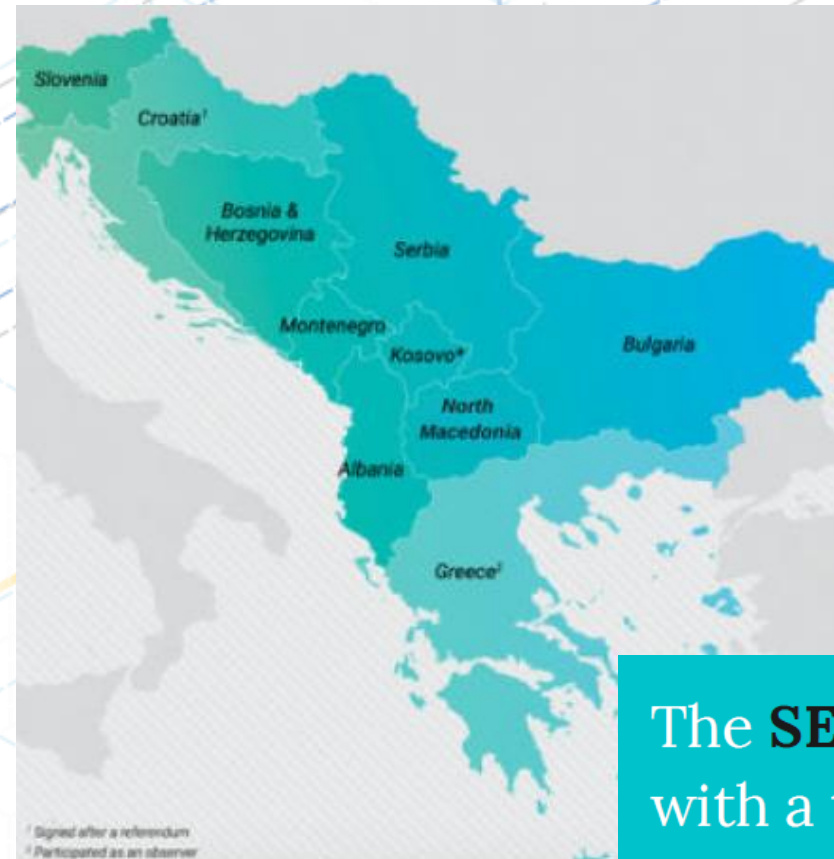 Slovenia
Croatia¹
Bosnia &
Herzegovina
Serbia
Montenegro
Kosovo*
Bulgaria
North
Macedonia
Albania
Greece²
The SE
with a
¹ Signed after a referendum
² Participated as an observer